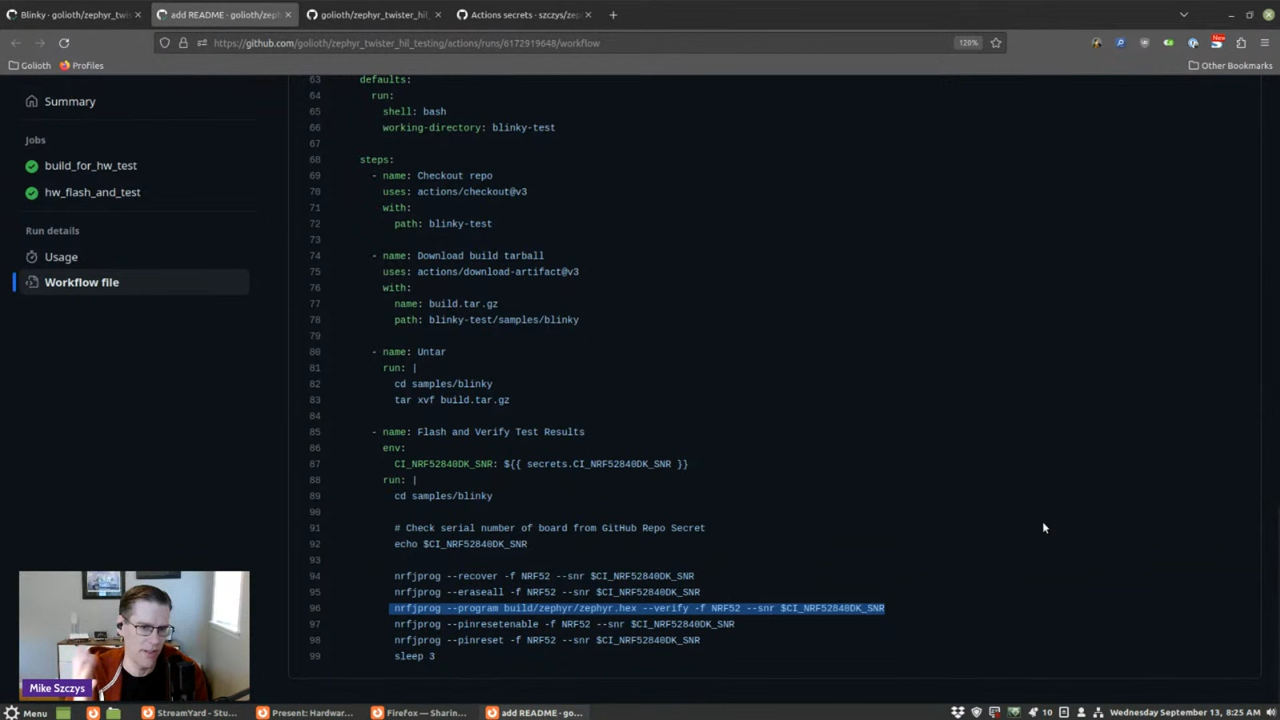 Blinky · golioth/zephyr_twist
add README · golioth/zeph
golioth/zephyr_twister_hil_
Actions secrets · szczys/zep
https://github.com/golioth/zephyr_twister_hil_testing/actions/runs/6172919648/workflow
120%
New
Golioth
Profiles
Other Bookmarks
Summary
Jobs
build_for_hw_test
hw_flash_and_test
Run details
Usage
Workflow file
63 defaults:
64 run:
65 shell: bash
66 working-directory: blinky-test
67
68 steps:
69 - name: Checkout repo
70 uses: actions/checkout@v3
71 with:
72 path: blinky-test
73
74 - name: Download build tarball
75 uses: actions/download-artifact@v3
76 with:
77 name: build.tar.gz
78 path: blinky-test/samples/blinky
79
80 - name: Untar
81 run: |
82 cd samples/blinky
83 tar xvf build.tar.gz
84
85 - name: Flash and Verify Test Results
86 env:
87 CI_NRF52840DK_SNR: ${{ secrets.CI_NRF52840DK_SNR }}
88 run: |
89 cd samples/blinky
90
91 # Check serial number of board from GitHub Repo Secret
92 echo $CI_NRF52840DK_SNR
93
94 nrfjprog --recover -f NRF52 --snr $CI_NRF52840DK_SNR
95 nrfjprog --eraseall -f NRF52 --snr $CI_NRF52840DK_SNR
96 nrfjprog --program build/zephyr/zephyr.hex --verify -f NRF52 --snr $CI_NRF52840DK_SNR
97 nrfjprog --pinresetenable -f NRF52 --snr $CI_NRF52840DK_SNR
98 nrfjprog --pinreset -f NRF52 --snr $CI_NRF52840DK_SNR
99 sleep 3
Mike Szczys
Menu
StreamYard - Stu...
Present: Hardwar...
Firefox — Sharin...
add README · go...
10
Wednesday September 13, 8:25 AM